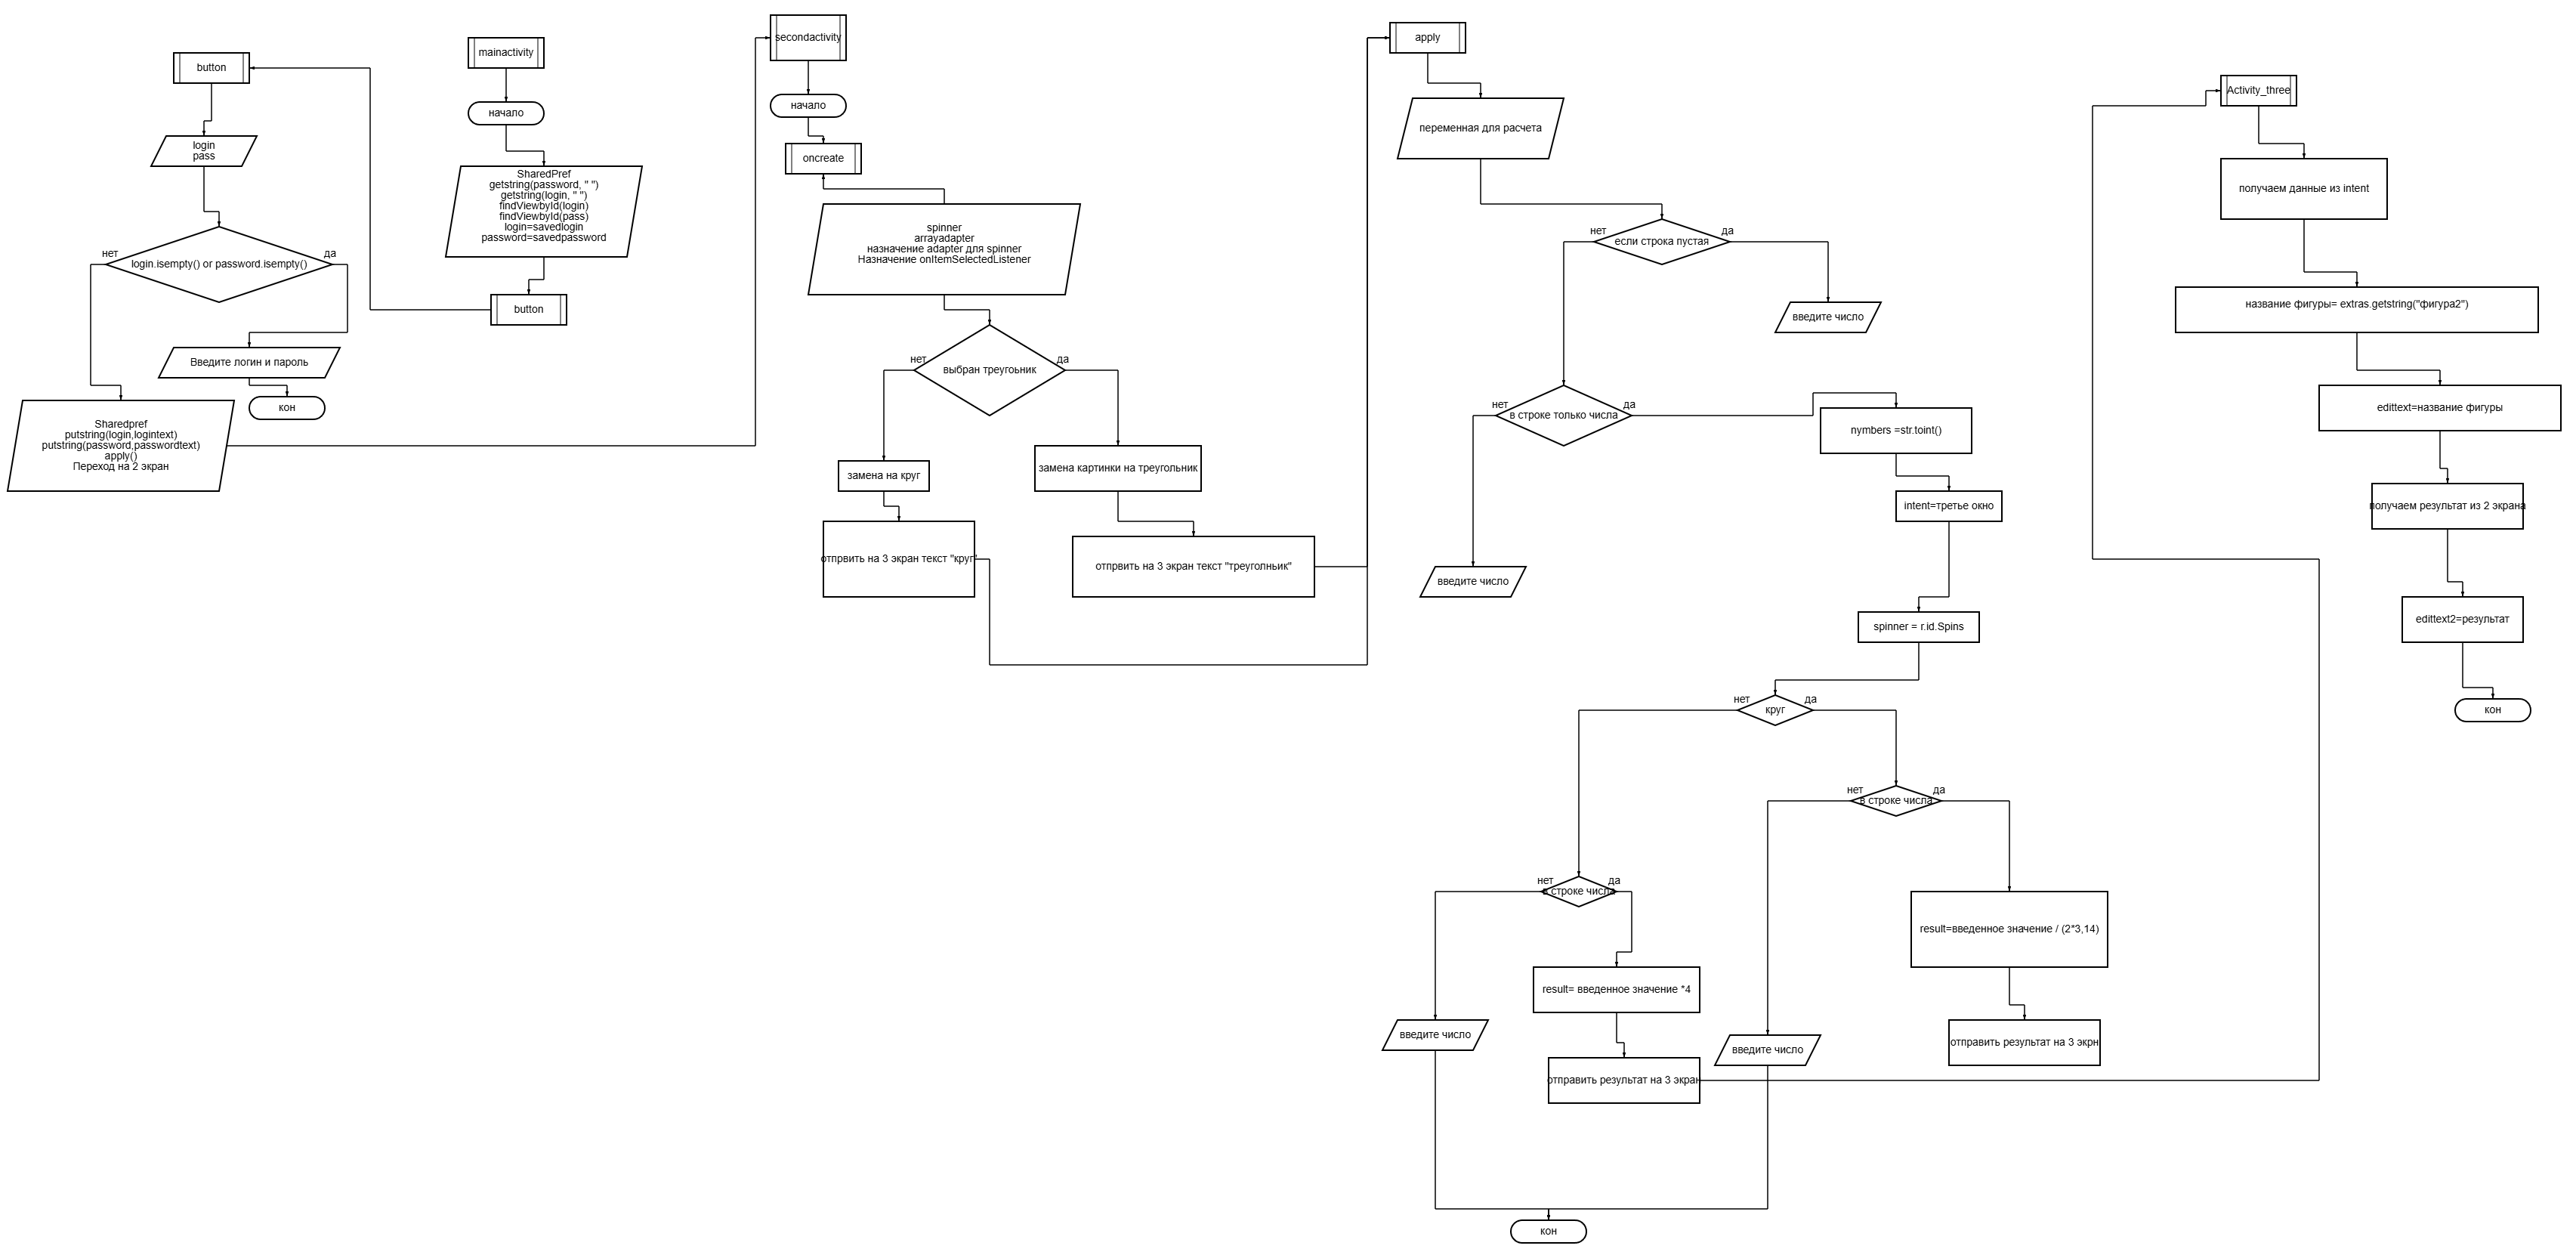 button
login
pass
нет
да
login.isempty() or password.isempty()
Введите логин и пароль
кон
Sharedpref
putstring(login,logintext)
putstring(password,passwordtext)
apply()
Переход на 2 экран
mainactivity
начало
SharedPref
getstring(password, " ")
getstring(login, " ")
findViewbyId(login)
findViewbyId(pass)
login=savedlogin
password=savedpassword
button
secondactivity
начало
oncreate
spinner
arrayadapter
назначение adapter для spinner
Назначение onItemSelectedListener
нет
да
выбран треугоьник
замена на круг
замена картинки на треугольник
отпрвить на 3 экран текст "круг"
отпрвить на 3 экран текст "треуголньик"
apply
переменная для расчета
нет
да
если строка пустая
введите число
нет
да
в строке только числа
nymbers =str.toint()
intent=третье окно
введите число
spinner = r.id.Spins
нет
да
круг
нет
да
в строке числа
нет
да
в строке числа
result=введенное значение / (2*3,14)
result= введенное значение *4
введите число
введите число
отправить результат на 3 экрн
отправить результат на 3 экран
кон
Activity_three
получаем данные из intent
название фигуры= extras.getstring("фигура2")
edittext=название фигуры
получаем результат из 2 экрана
edittext2=результат
кон